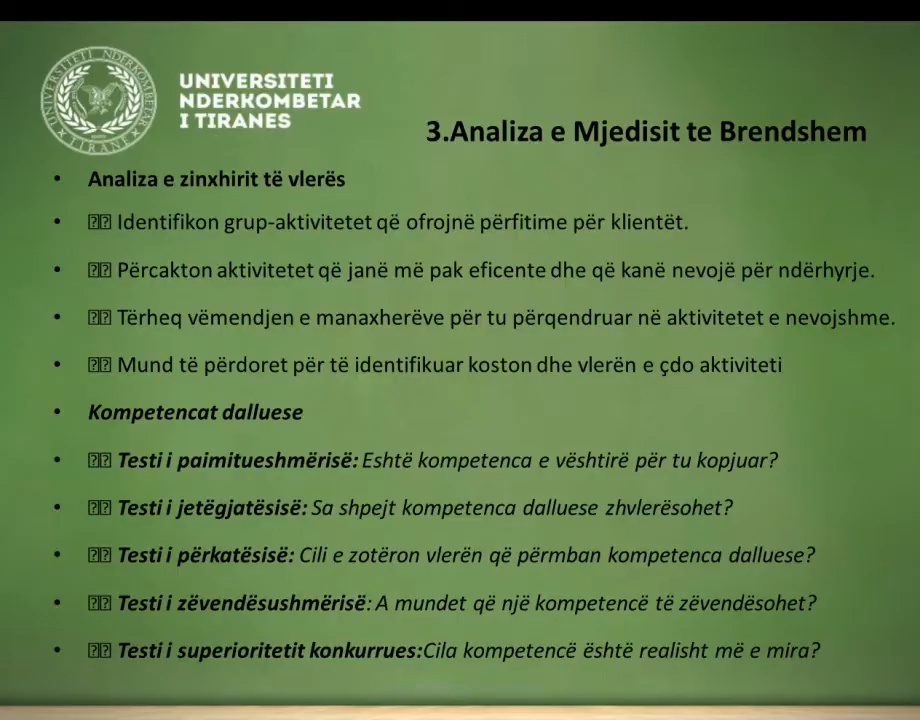 UNIVERSITETI NDERKOMBETAR
TIRANE
UNIVERSITETI
NDERKOMBETAR
I TIRANES
3.Analiza e Mjedisit te Brendshem
• Analiza e zinxhirit të vlerës
• Identifikon grup-aktivitetet që ofrojnë përfitime për klientët.
• Përcakton aktivitetet që janë më pak eficente dhe që kanë nevojë për ndërhyrje.
• Tërheq vëmendjen e manaxherëve për tu përqendruar në aktivitetet e nevojshme.
• Mund të përdoret për të identifikuar koston dhe vlerën e çdo aktiviteti
• Kompetencat dalluese
• Testi i paimitueshmërisë: Eshtë kompetenca e vështirë për tu kopjuar?
• Testi i jetëgjatësisë: Sa shpejt kompetenca dalluese zhvlerësohet?
• Testi i përkatësisë: Cili e zotëron vlerën që përmban kompetenca dalluese?
• Testi i zëvendësushmërisë: A mundet që një kompetencë të zëvendësohet?
• Testi i superioritetit konkurrues:Cila kompetencë është realisht më e mira?